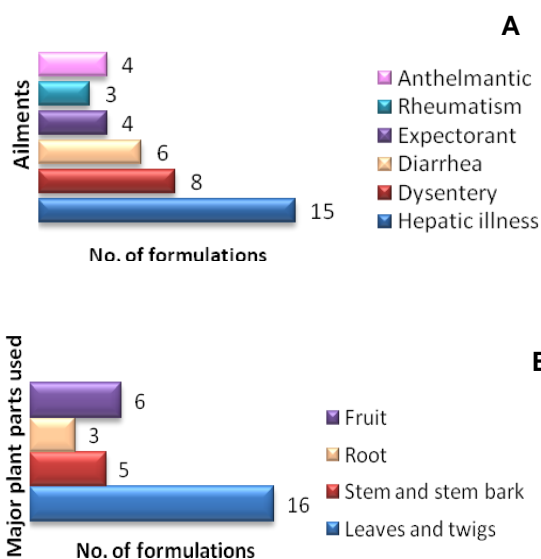 A
Ailments
4
3
4
6
8
15
Anthelmantic
Rheumatism
Expectorant
Diarrhea
Dysentery
Hepatic illness
No. of formulations
Major plant parts used
6
3
5
16
Fruit
Root
Stem and stem bark
Leaves and twigs
No. of formulations